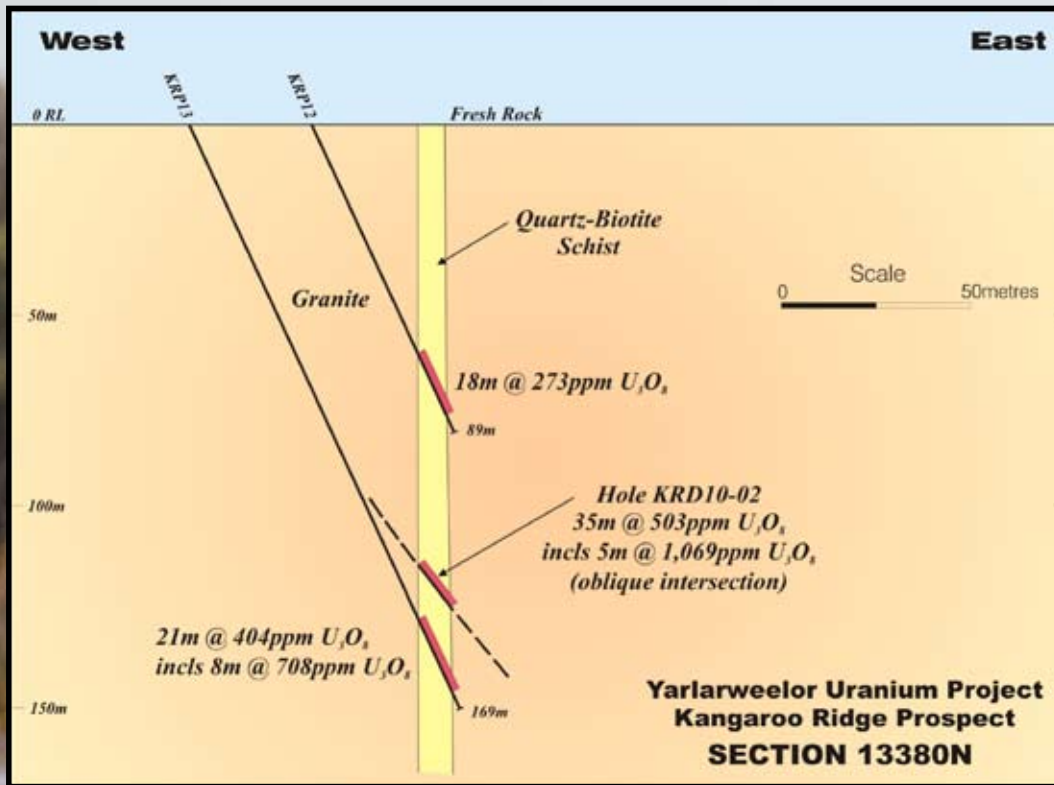 West
East
KRP13
KRP12
0 RL
Fresh Rock
Quartz-Biotite
Schist
Scale
0 50metres
Granite
50m
18m @ 273ppm U₃O₈
89m
100m
Hole KRD10-02
35m @ 503ppm U₃O₈
incls 5m @ 1,069ppm U₃O₈
(oblique intersection)
21m @ 404ppm U₃O₈
incls 8m @ 708ppm U₃O₈
150m
169m
Yarlarweelor Uranium Project
Kangaroo Ridge Prospect
SECTION 13380N